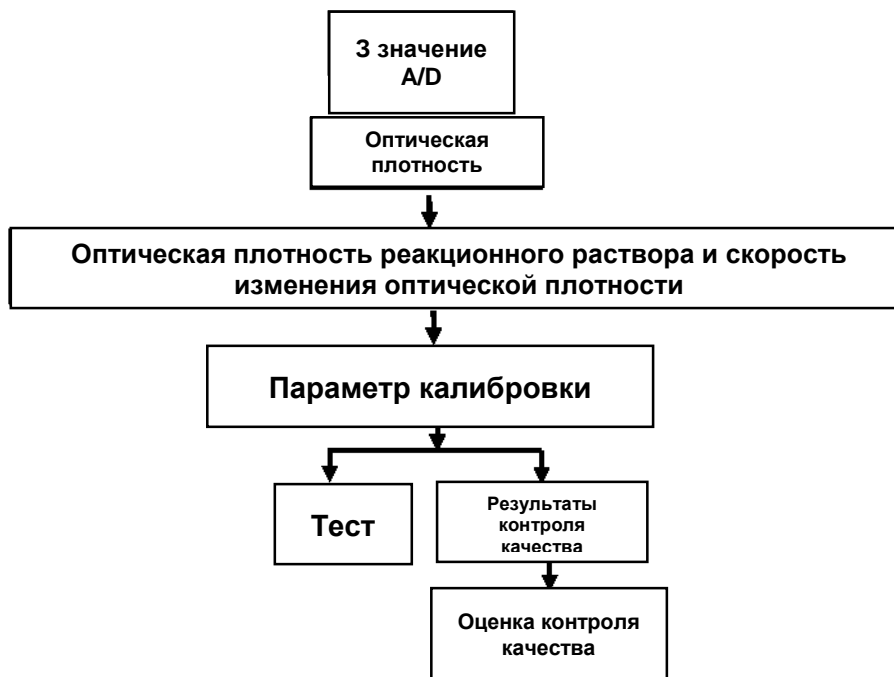 3 значение
A/D
Оптическая
плотность
Оптическая плотность реакционного раствора и скорость
изменения оптической плотности
Параметр калибровки
Тест
Результаты
контроля
качества
Оценка контроля
качества